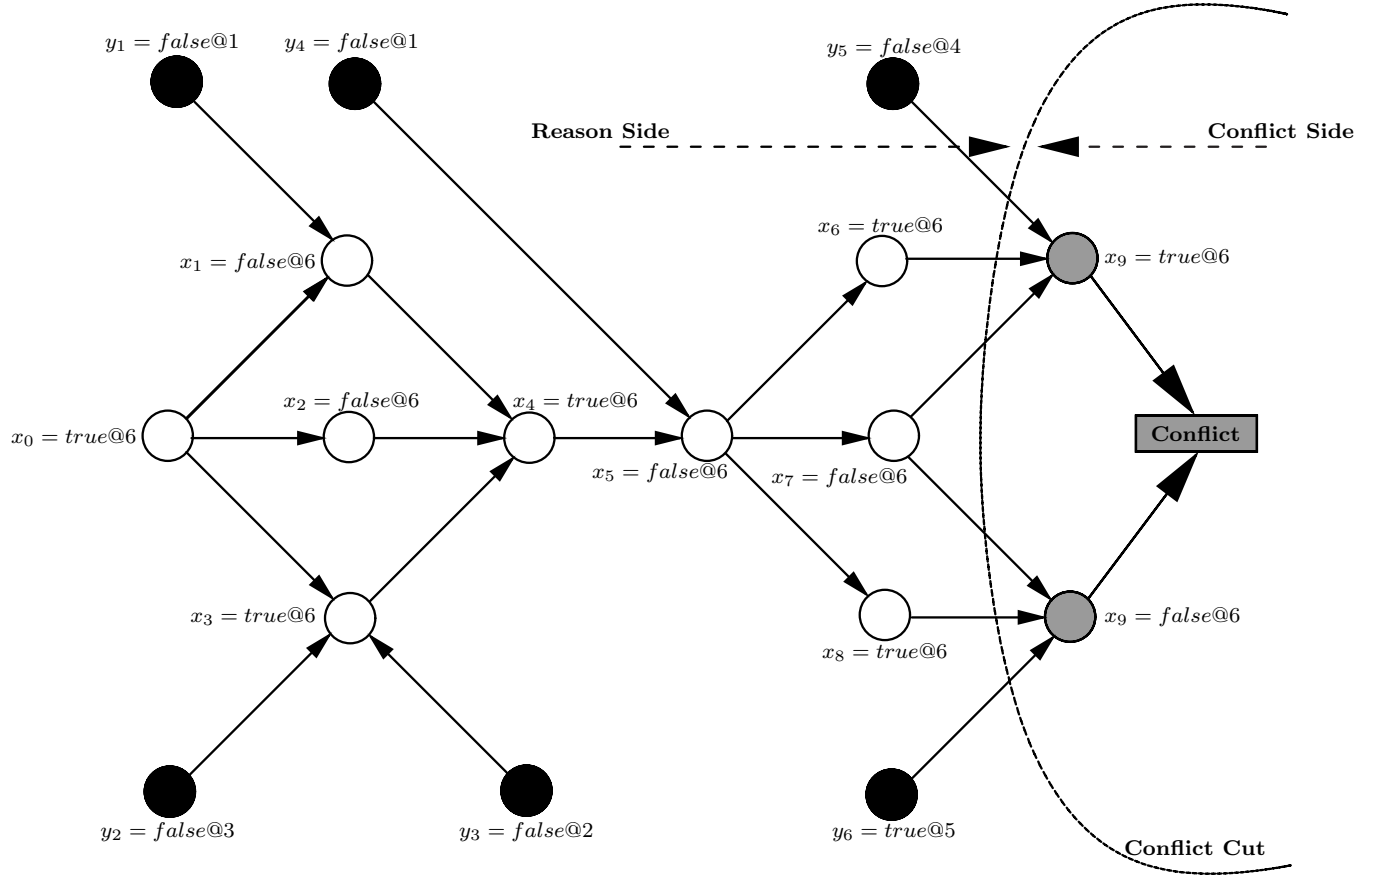 y₁ = false@1
y₄ = false@1
y₅ = false@4
Reason Side
Conflict Side
x₆ = true@6
x₁ = false@6
x₉ = true@6
x₂ = false@6
x₄ = true@6
x₀ = true@6
Conflict
x₅ = false@6
x₇ = false@6
x₃ = true@6
x₉ = false@6
x₈ = true@6
y₂ = false@3
y₃ = false@2
y₆ = true@5
Conflict Cut